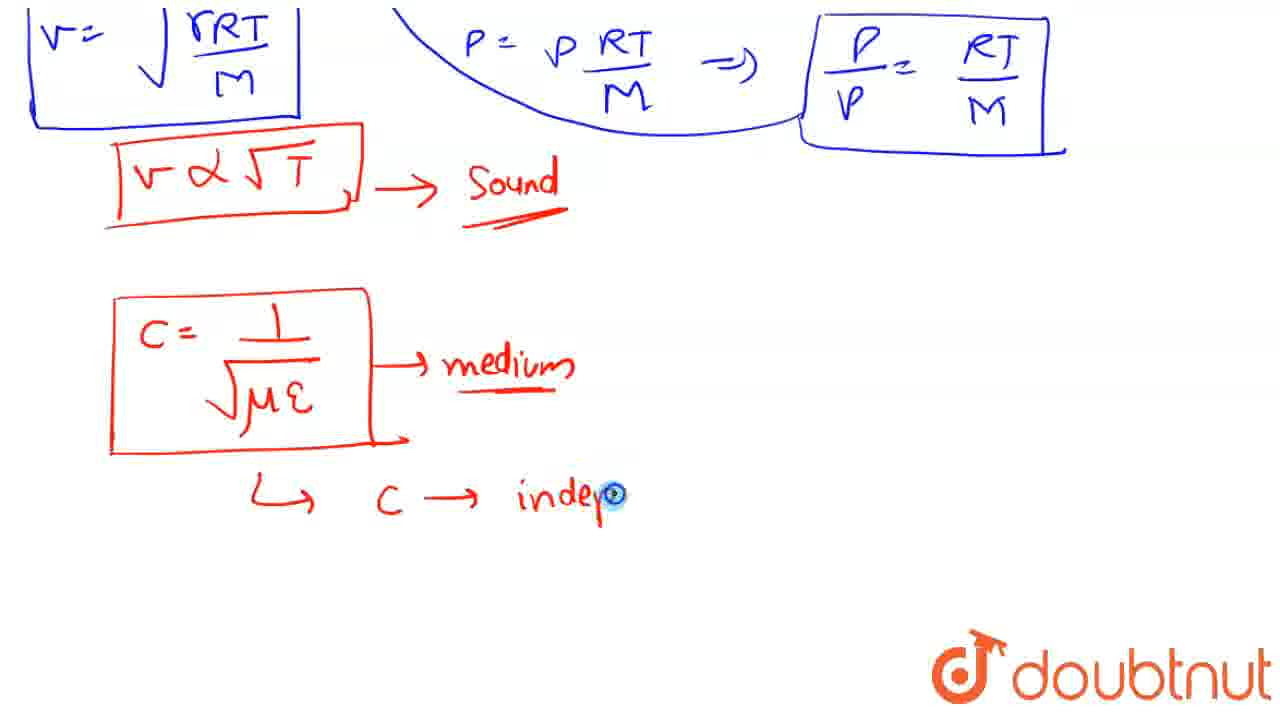 v = √(γRT/M)
P = ρ RT/M ⇒ P/ρ = RT/M
v ∝ √T → Sound
C = 1/√με → medium
↳ C → indep
doubtnut